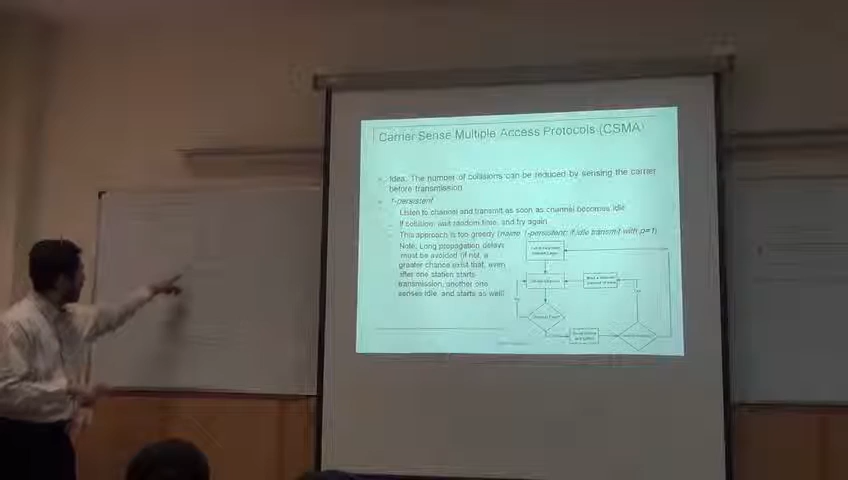 Carrier Sense Multiple Access Protocols (CSMA)
Idea: The number of collisions can be reduced by sensing the carrier
before transmission
1-persistent
Listen to channel and transmit as soon as channel becomes idle
If collision, wait random time, and try again
This approach is too greedy (name 1-persistent: if idle transmit with p=1)
Note: Long propagation delays
must be avoided (if not, a
greater chance exist that, even
after one station starts
transmission, another one
senses idle, and starts as well)